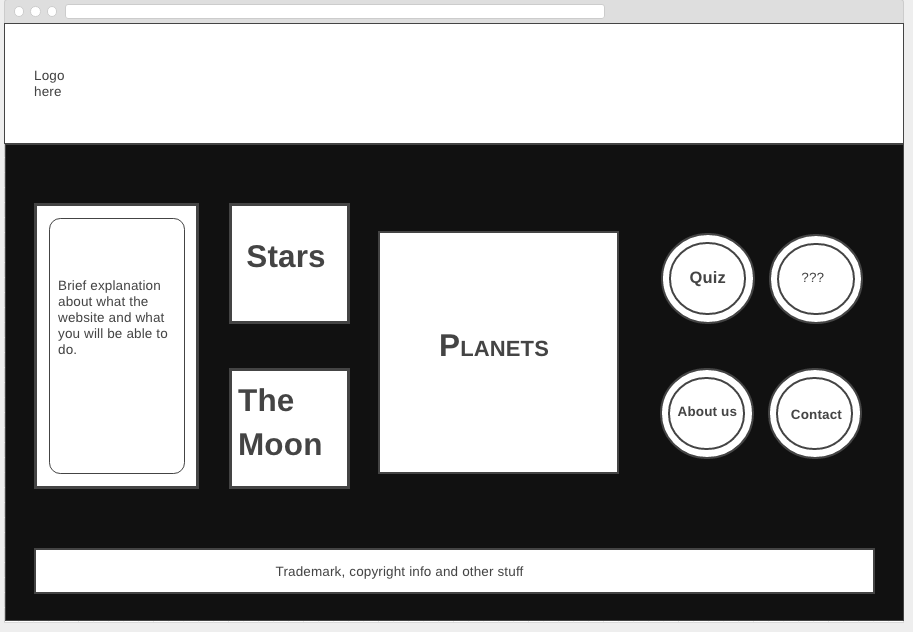 Logo
here
Brief explanation
about what the
website and what
you will be able to
do.
Stars
The
Moon
PLANETS
Quiz
???
About us
Contact
Trademark, copyright info and other stuff